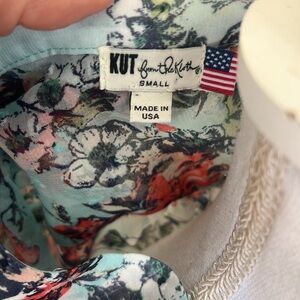 KUT from the Kloth
SMALL
MADE IN
USA